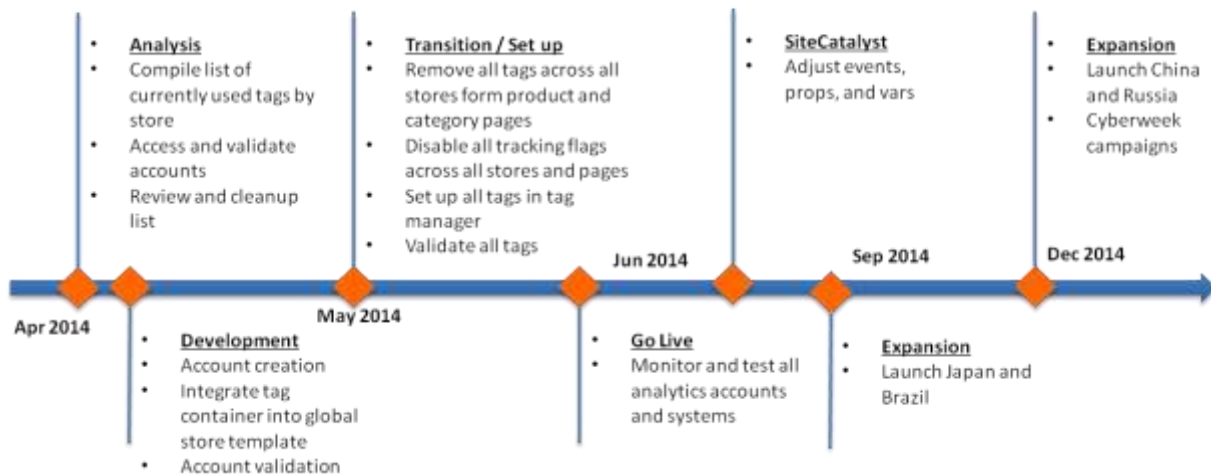 • Analysis
• Compile list of
currently used tags by
store
• Access and validate
accounts
• Review and cleanup
list
• Transition / Set up
• Remove all tags across all
stores form product and
category pages
• Disable all tracking flags
across all stores and pages
• Set up all tags in tag
manager
• Validate all tags
• SiteCatalyst
• Adjust events,
props, and vars
• Expansion
• Launch China
and Russia
• Cyberweek
campaigns
Apr 2014
May 2014
Jun 2014
Sep 2014
Dec 2014
• Development
• Account creation
• Integrate tag
container into global
store template
• Account validation
• Go Live
• Monitor and test all
analytics accounts
and systems
• Expansion
• Launch Japan and
Brazil